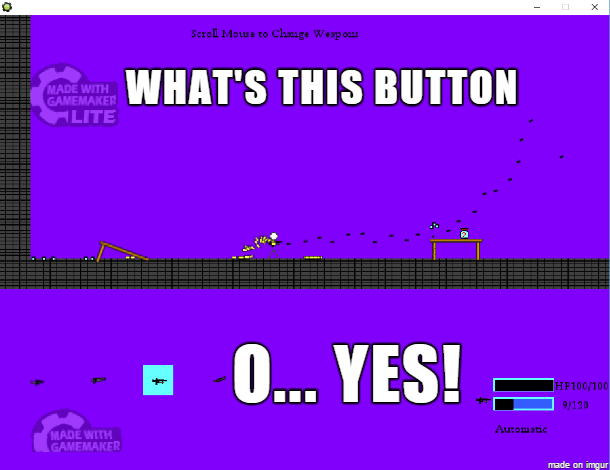 Scroll Mouse to Change Weapons
MADE WITH
GAMEMAKER
LITE
WHAT'S THIS BUTTON
O... YES!
HP100/100
9/120
Automatic
MADE WITH
GAMEMAKER
made on imgur